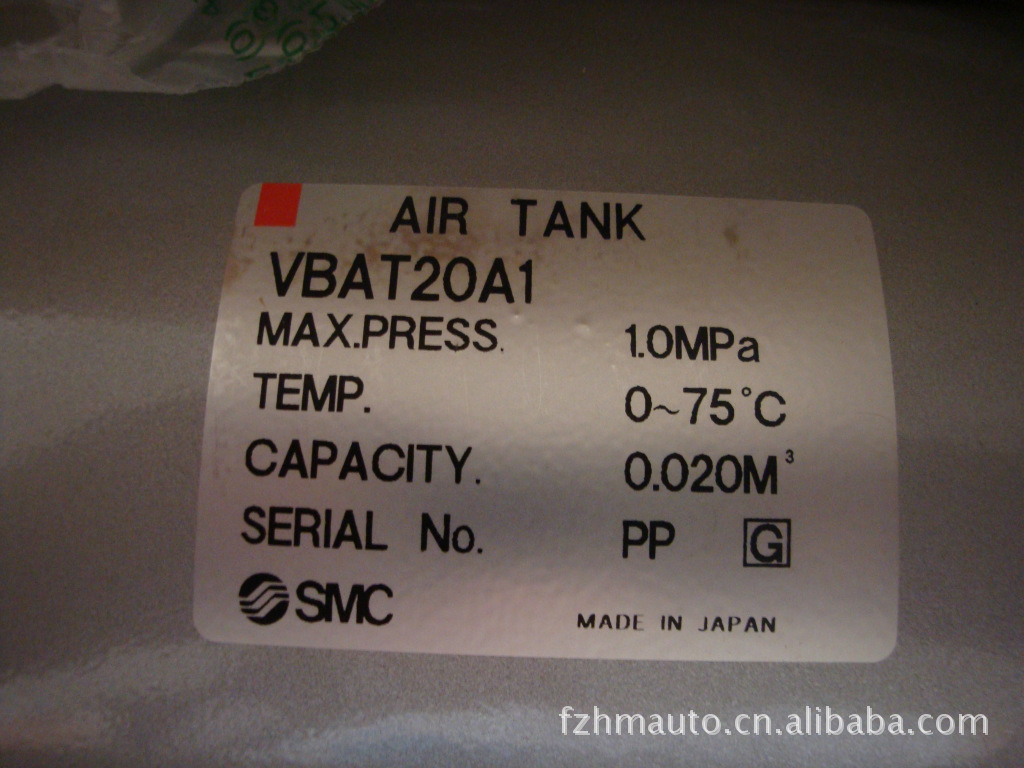 AIR TANK
VBAT20A1
MAX.PRESS. 1.0MPa
TEMP. 0~75°C
CAPACITY. 0.020M³
SERIAL No. PP G
SMC
MADE IN JAPAN
fzhmauto.cn.alibaba.com